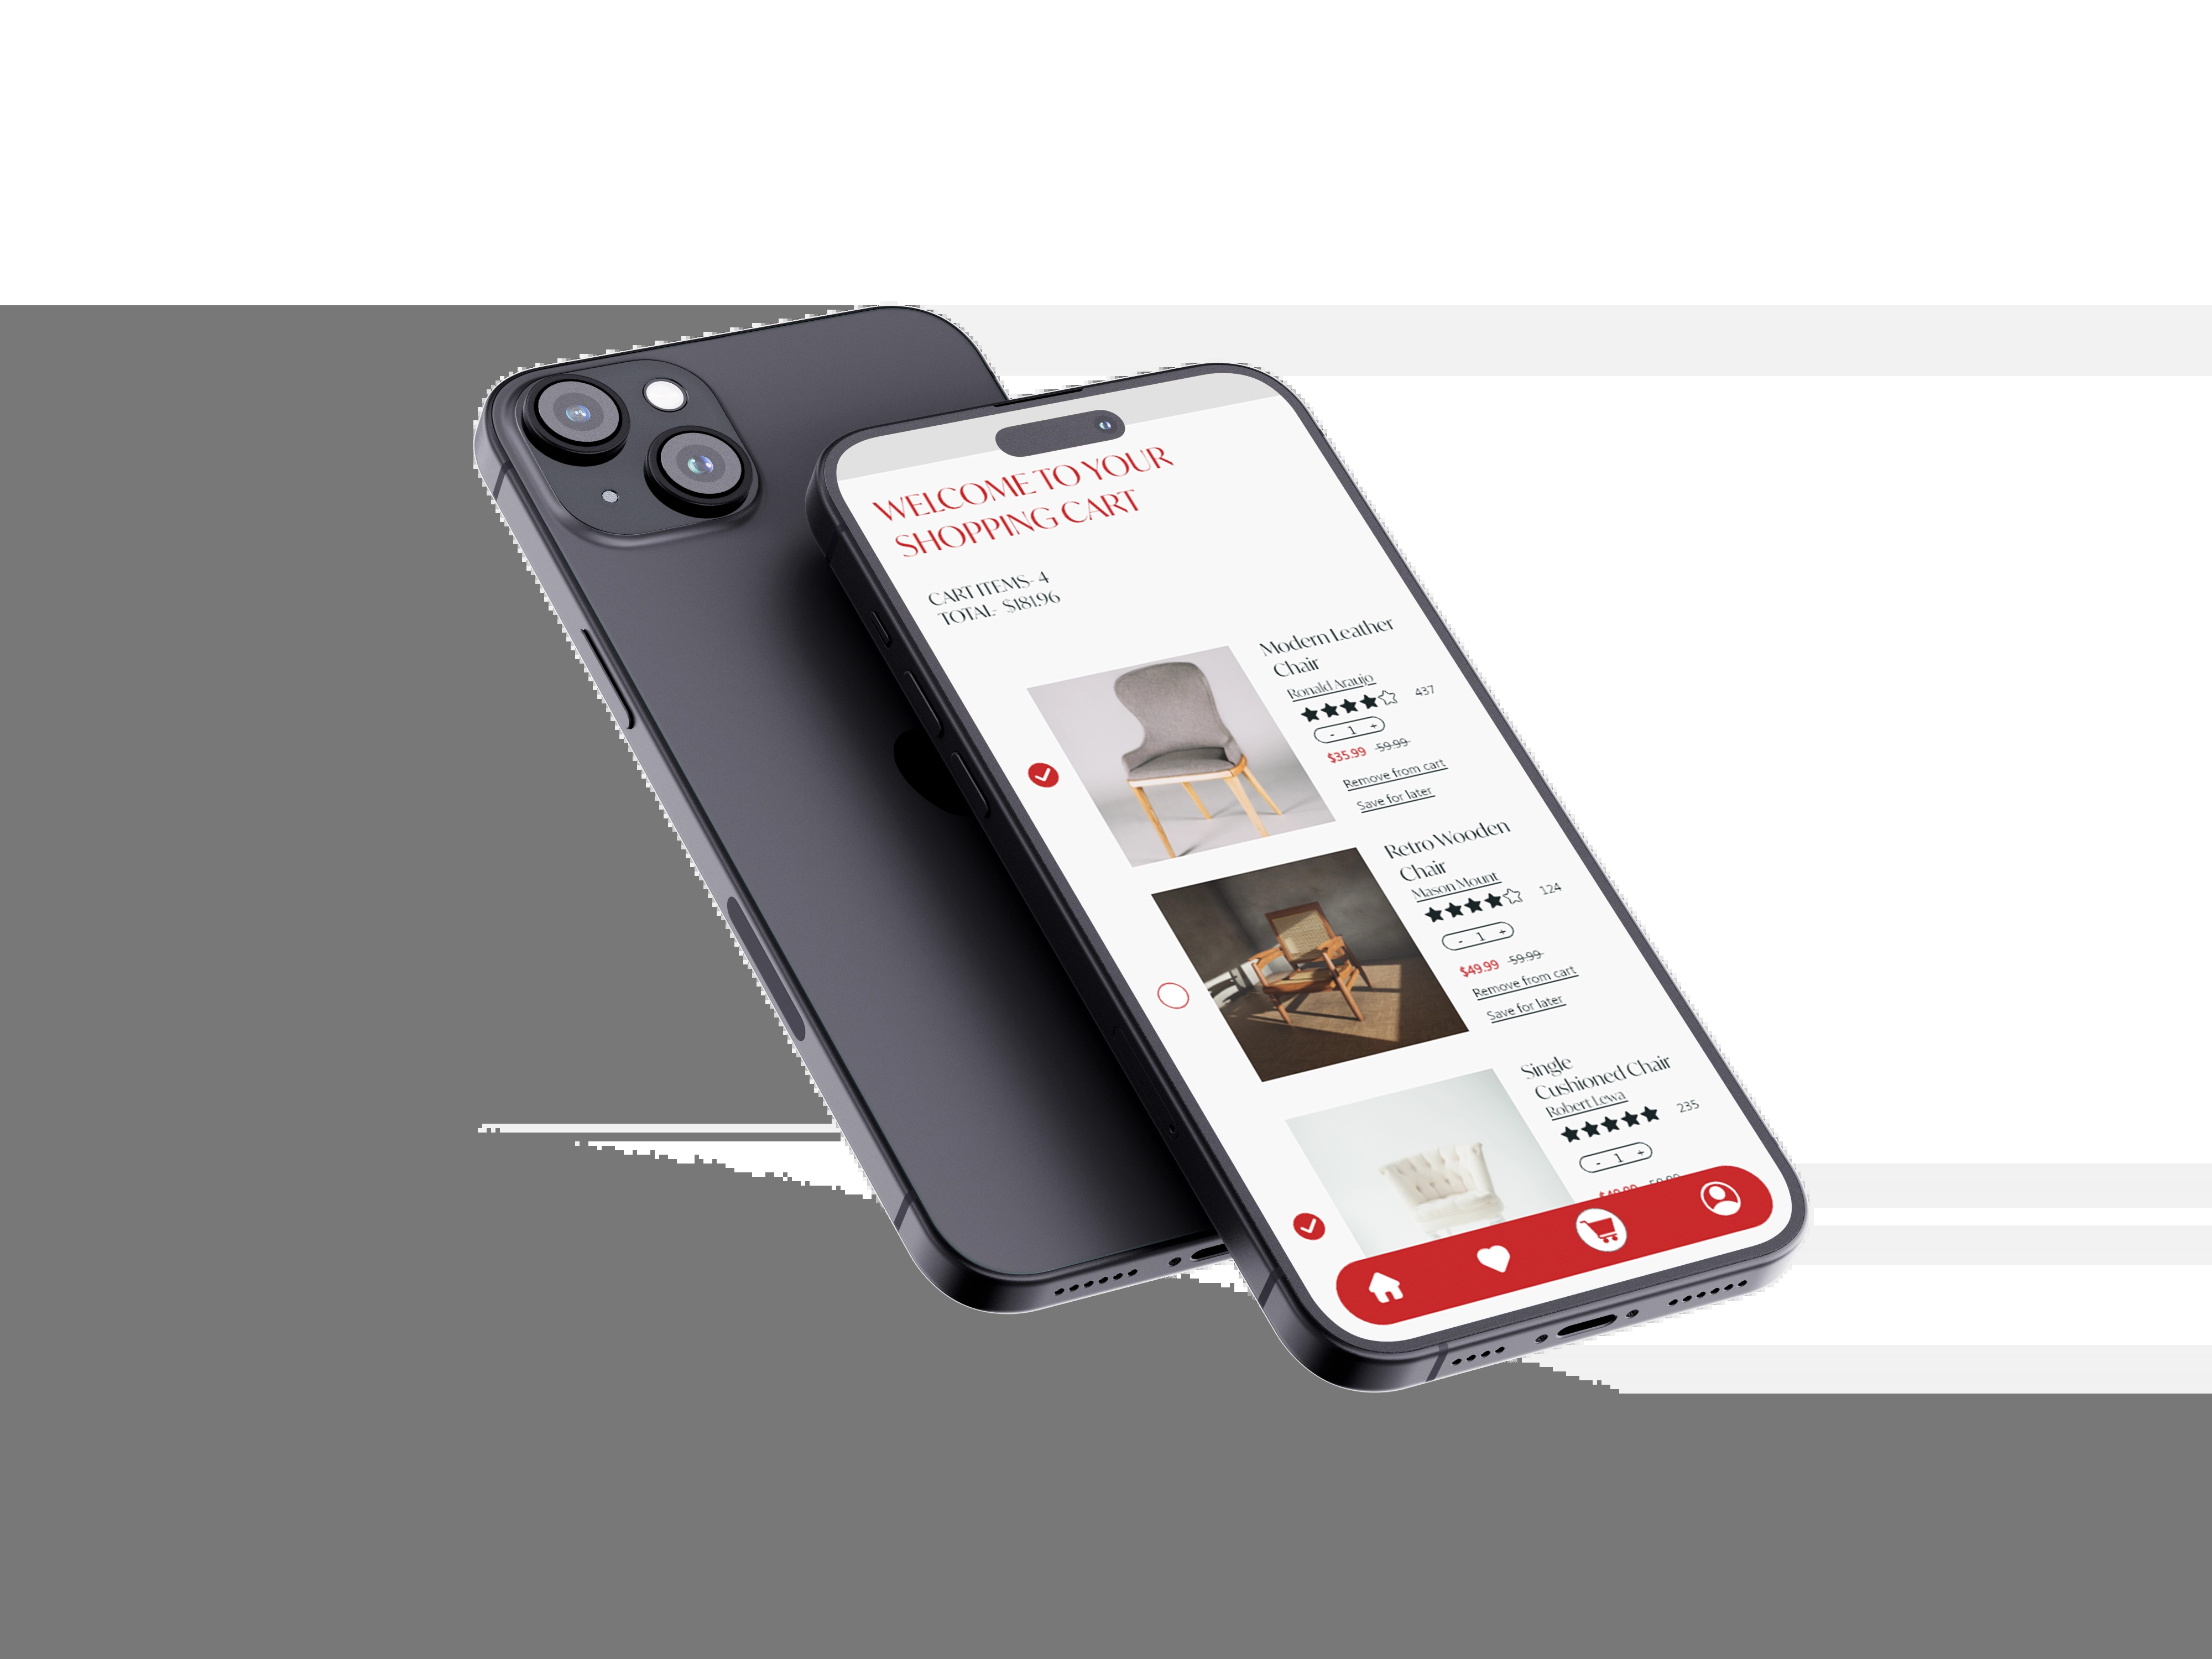 WELCOME TO YOUR
SHOPPING CART
CART ITEMS- 4
TOTAL- $181.96
Modern Leather
Chair
Ronald Araujo
437
- 1 +
$35.99 59.99
Remove from cart
Save for later
Retro Wooden
Chair
Mason Mount
124
- 1 +
$49.99 59.99
Remove from cart
Save for later
Single
Cushioned Chair
Robert Lewa
235
- 1 +